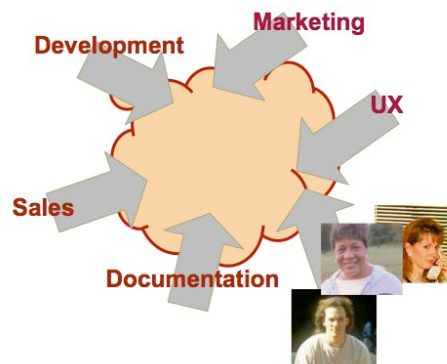 Marketing
Development
UX
Sales
Documentation